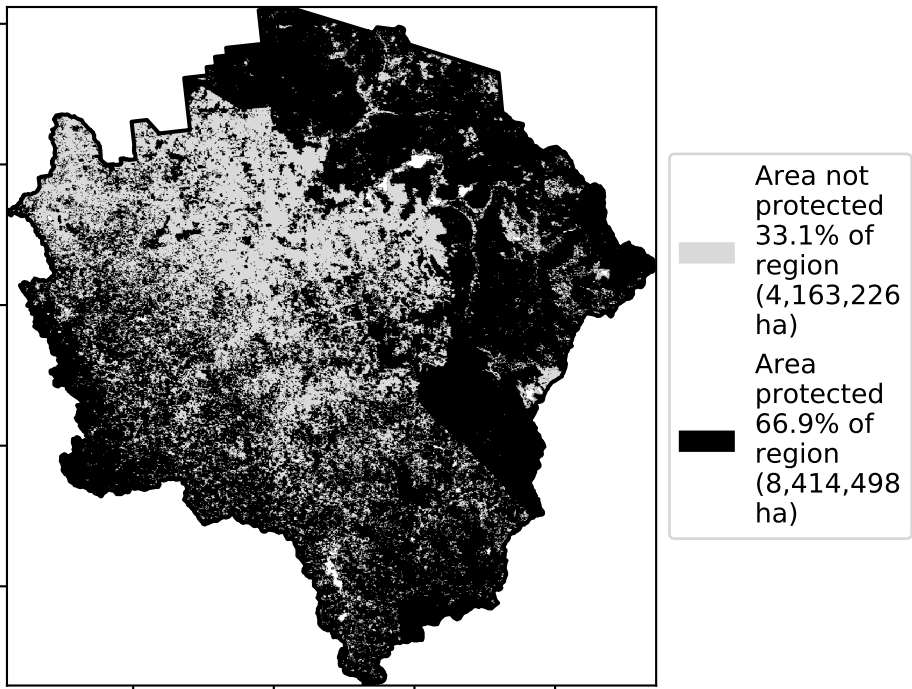 Area not
protected
33.1% of
region
(4,163,226
ha)
Area
protected
66.9% of
region
(8,414,498
ha)